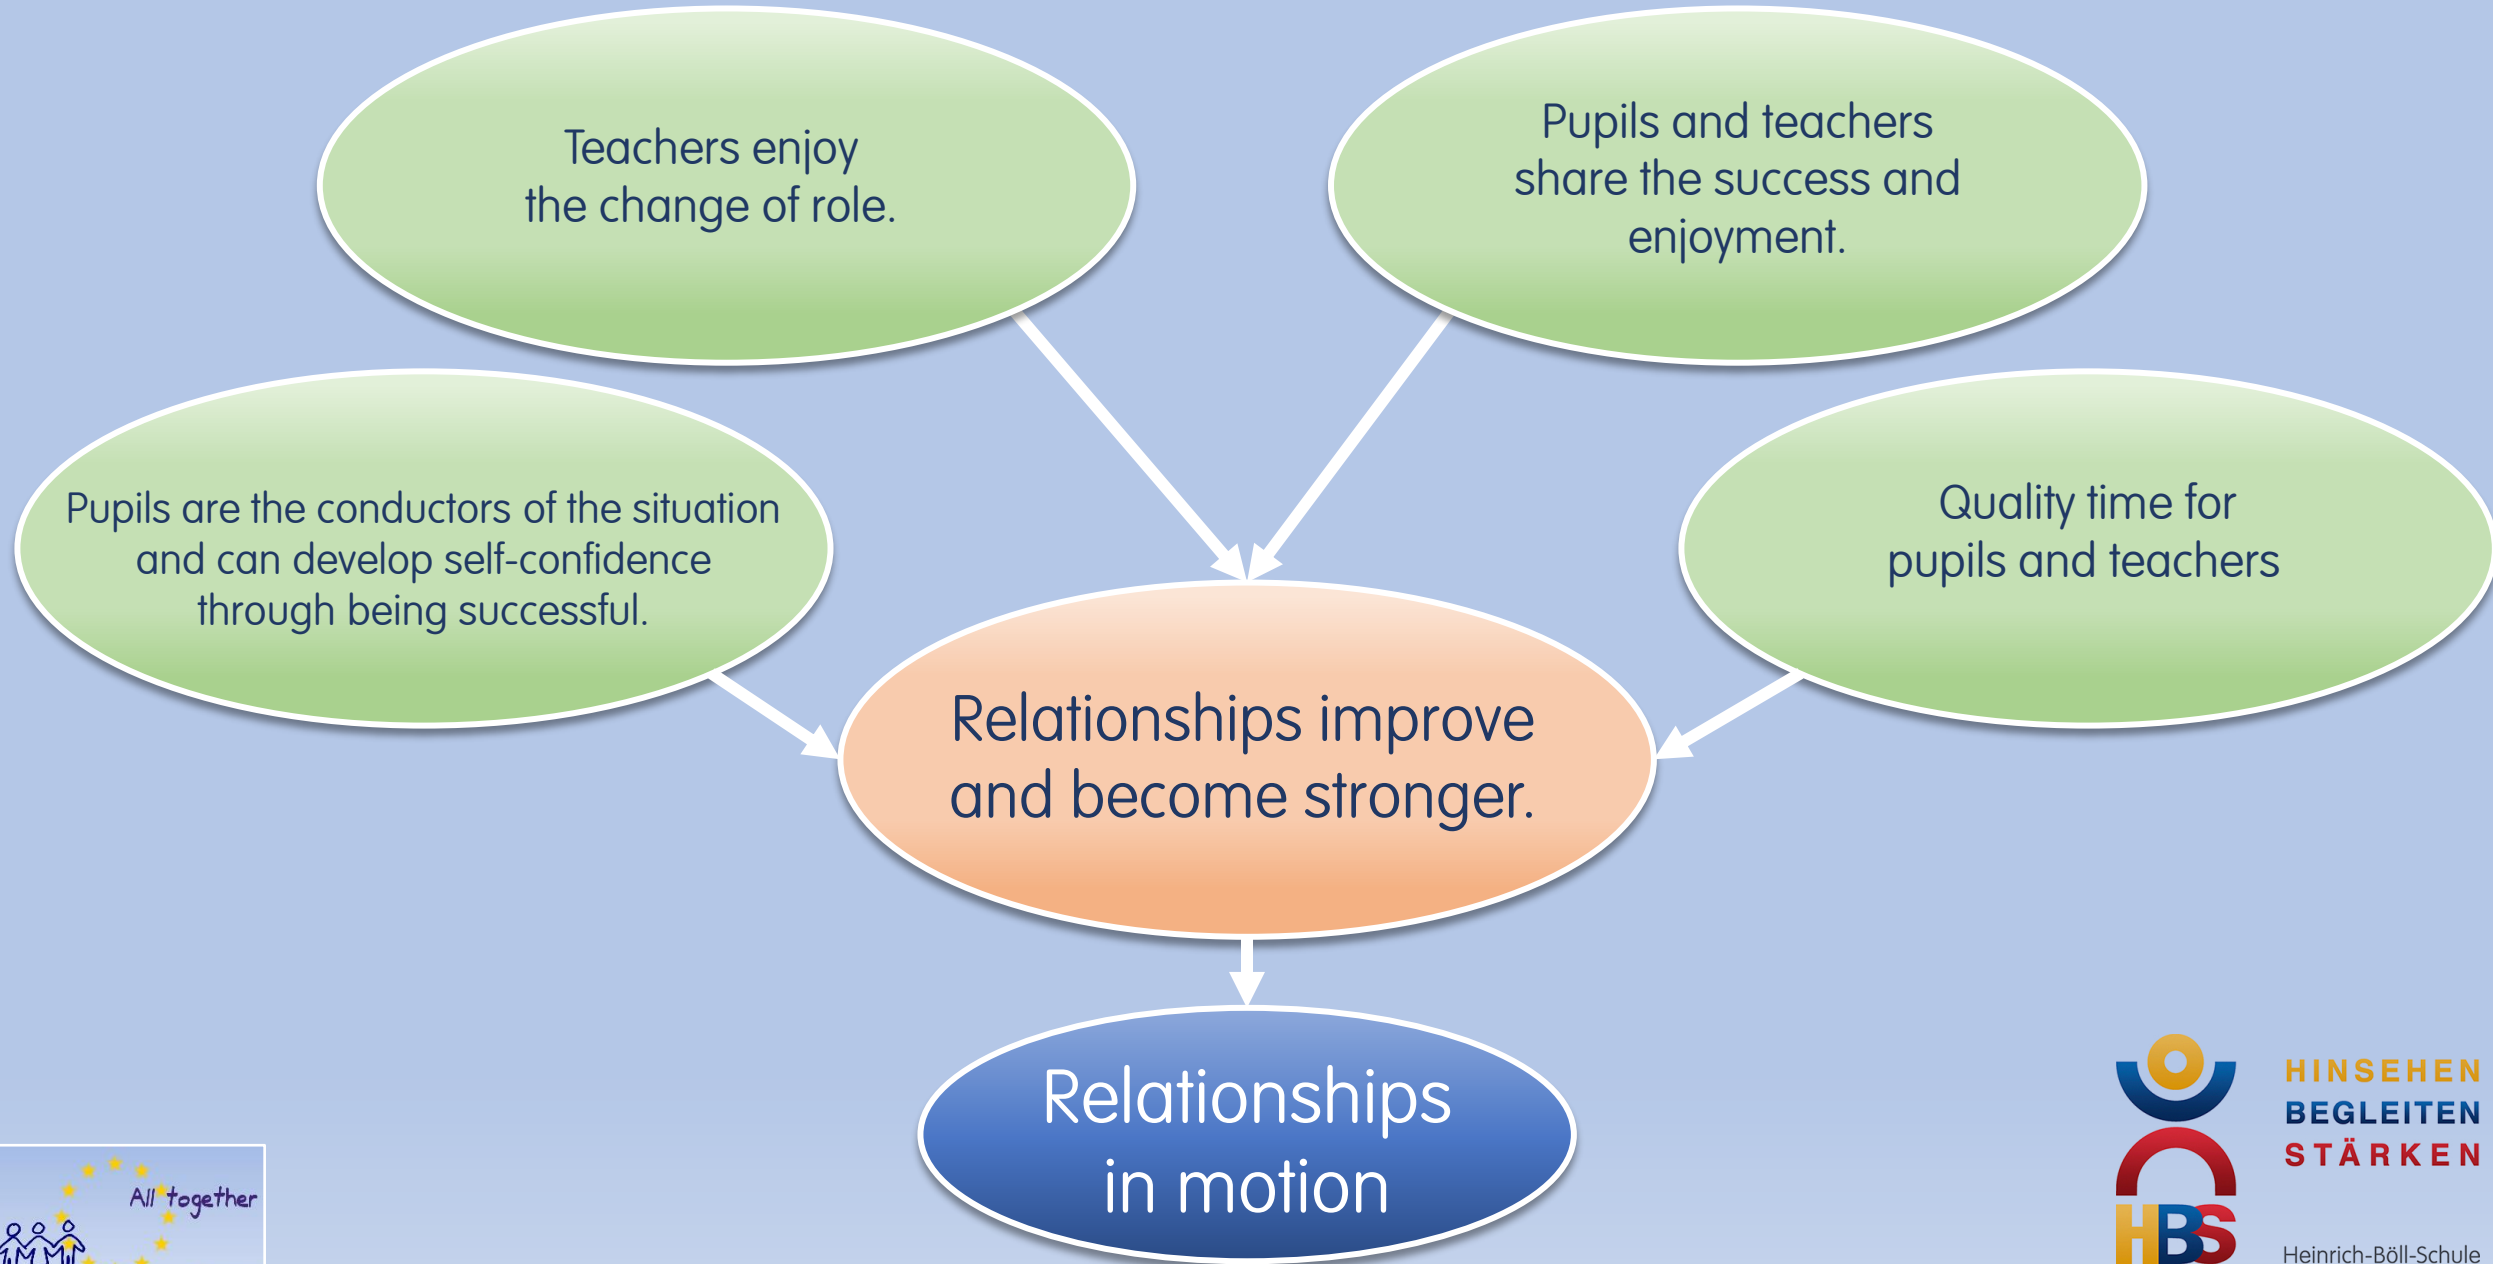 Teachers enjoy
the change of role.
Pupils and teachers
share the success and
enjoyment.
Pupils are the conductors of the situation
and can develop self-confidence
through being successful.
Quality time for
pupils and teachers
Relationships improve
and become stronger.
Relationships
in motion
All together
HINSEHEN
BEGLEITEN
STÄRKEN
HBS
Heinrich-Böll-Schule